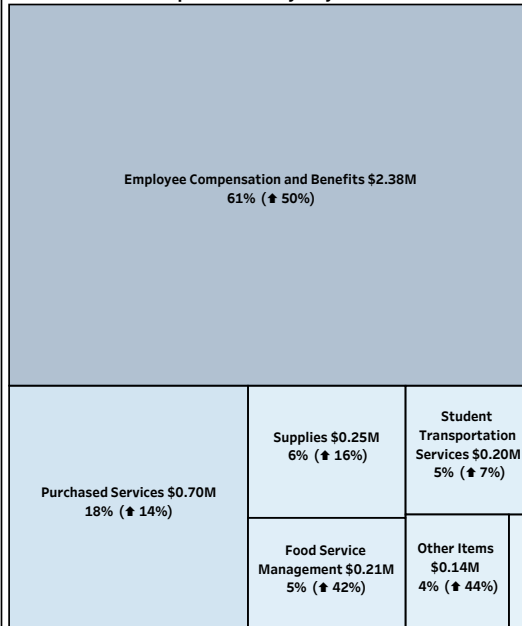 Employee Compensation and Benefits $2.38M
61% (⬆ 50%)
Purchased Services $0.70M
18% (⬆ 14%)
Supplies $0.25M
6% (⬆ 16%)
Student
Transportation
Services $0.20M
5% (⬆ 7%)
Food Service
Management $0.21M
5% (⬆ 42%)
Other Items
$0.14M
4% (⬆ 44%)